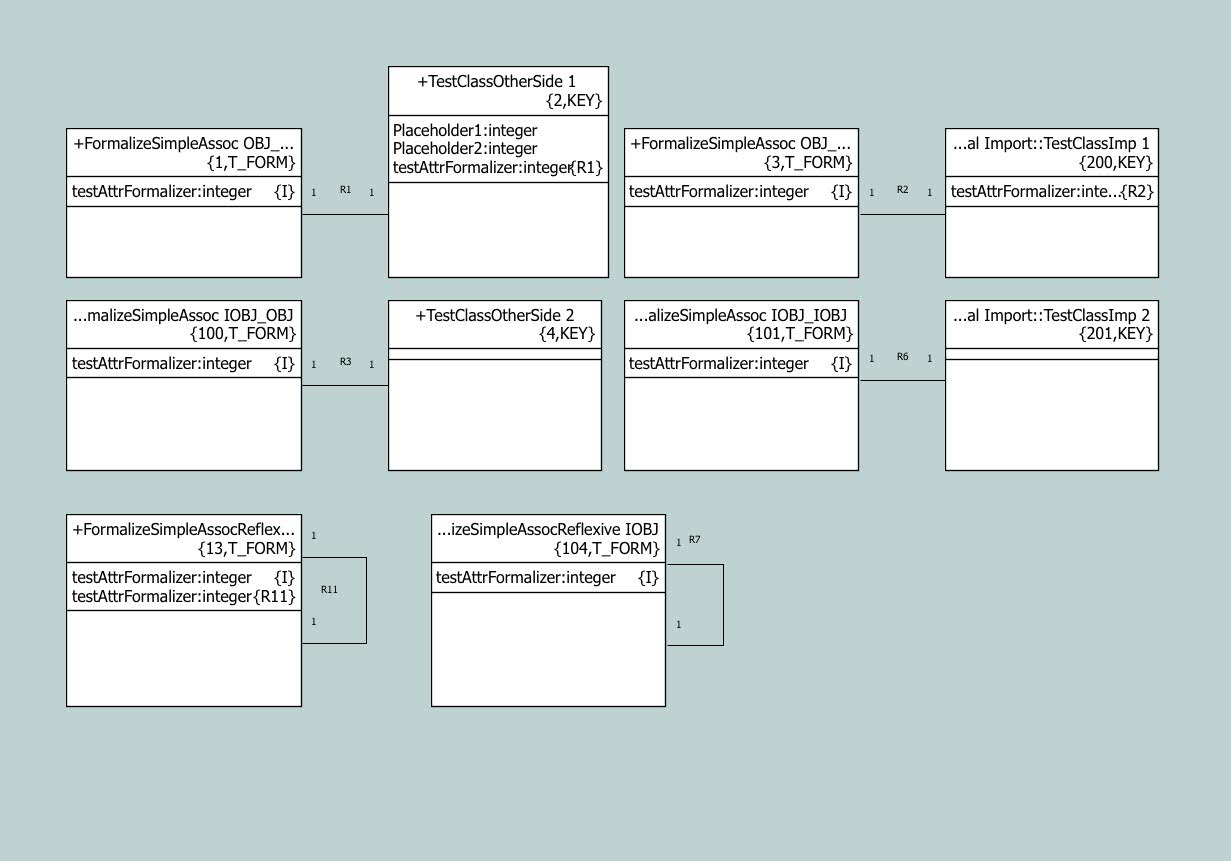 +TestClassOtherSide 1
{2,KEY}
Placeholder1:integer
Placeholder2:integer
testAttrFormalizer:integer{R1}
+FormalizeSimpleAssoc OBJ_...
{1,T_FORM}
testAttrFormalizer:integer {I}
1 R1 1
+FormalizeSimpleAssoc OBJ_...
{3,T_FORM}
testAttrFormalizer:integer {I}
1 R2 1
...al Import::TestClassImp 1
{200,KEY}
testAttrFormalizer:inte...{R2}
...malizeSimpleAssoc IOBJ_OBJ
{100,T_FORM}
testAttrFormalizer:integer {I}
1 R3 1
+TestClassOtherSide 2
{4,KEY}
...alizeSimpleAssoc IOBJ_IOBJ
{101,T_FORM}
testAttrFormalizer:integer {I}
1 R6 1
...al Import::TestClassImp 2
{201,KEY}
+FormalizeSimpleAssocReflex...
{13,T_FORM}
testAttrFormalizer:integer {I}
testAttrFormalizer:integer{R11}
1
R11
1
...izeSimpleAssocReflexive IOBJ
{104,T_FORM}
testAttrFormalizer:integer {I}
1 R7
1